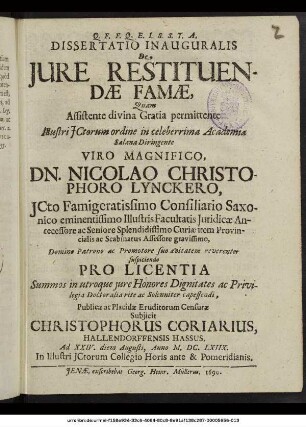 Q. F. F. Q. E. I. S. S. T. A.
DISSERTATIO INAUGURALIS
De
JURE RESTITUEN-
DÆ FAMÆ,
Quam
Assistente divina Gratia permittente
Illustri JCtorum ordine in celeberrima Academia
Salana Dirigente
VIRO MAGNIFICO,
DN. NICOLAO CHRISTO-
PHORO LYNCKERO,
JCto Famigeratissimo Consiliario Saxo-
nico eminentissimo Illustris Facultatis Juridicæ An-
tecessore ac Seniore Splendidissimo Curiæ item Provin-
cialis ac Scabinatus Assessore gravissimo,
Domino Patrono ac Promotore suo ætatem reverenter
suspiciendo
PRO LICENTIA
Summos in utroque jure Honores Dignitates ac Privi-
legia Doctoralia rite ac Solenniter capessendi,
Publicæ ac Placidæ Eruditorum Censuræ
Subjicit
CHRISTOPHORUS CORIARIUS,
HALLENDORFFENSIS HASSUS.
Ad XXIV. diem Augusti, Anno M. DC. LXIIX.
In Illustri JCtorum Collegio Horis ante & Pomeridianis.
JENÆ, exscribebat Georg. Henr. Müllerus, 1690.
2